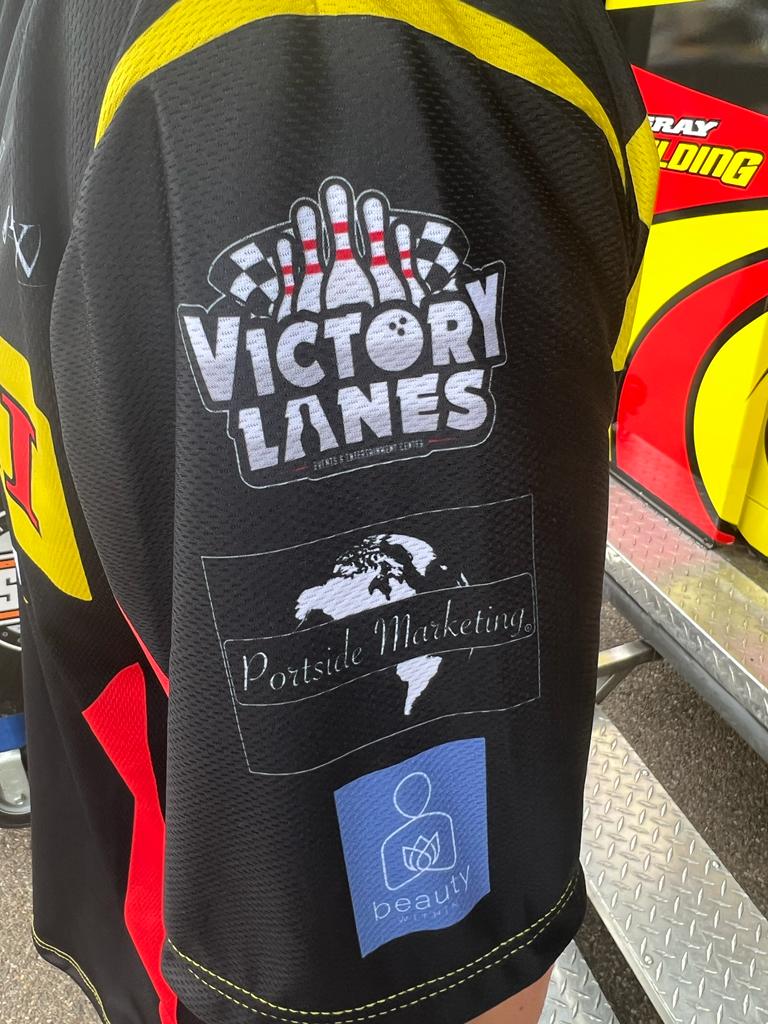 VICTORY
LANES
EVENTS & ENTERTAINMENT CENTER
Portside Marketing©
beauty
WITHIN
RAY
LDING